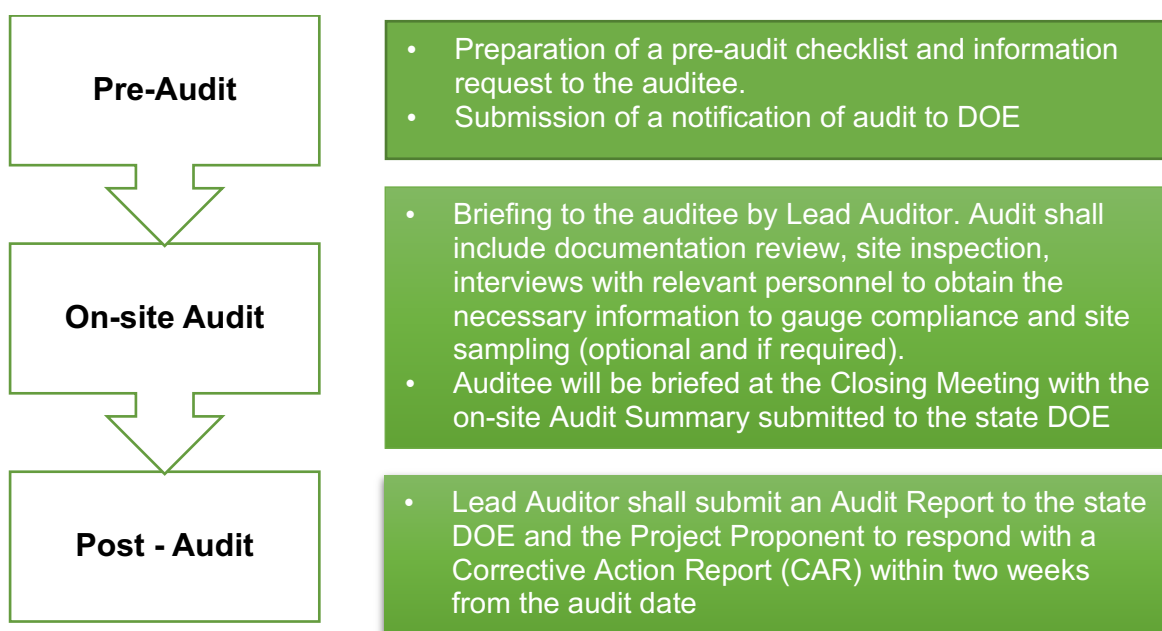 Pre-Audit
• Preparation of a pre-audit checklist and information
request to the auditee.
• Submission of a notification of audit to DOE
On-site Audit
• Briefing to the auditee by Lead Auditor. Audit shall
include documentation review, site inspection,
interviews with relevant personnel to obtain the
necessary information to gauge compliance and site
sampling (optional and if required).
• Auditee will be briefed at the Closing Meeting with the
on-site Audit Summary submitted to the state DOE
Post - Audit
• Lead Auditor shall submit an Audit Report to the state
DOE and the Project Proponent to respond with a
Corrective Action Report (CAR) within two weeks
from the audit date